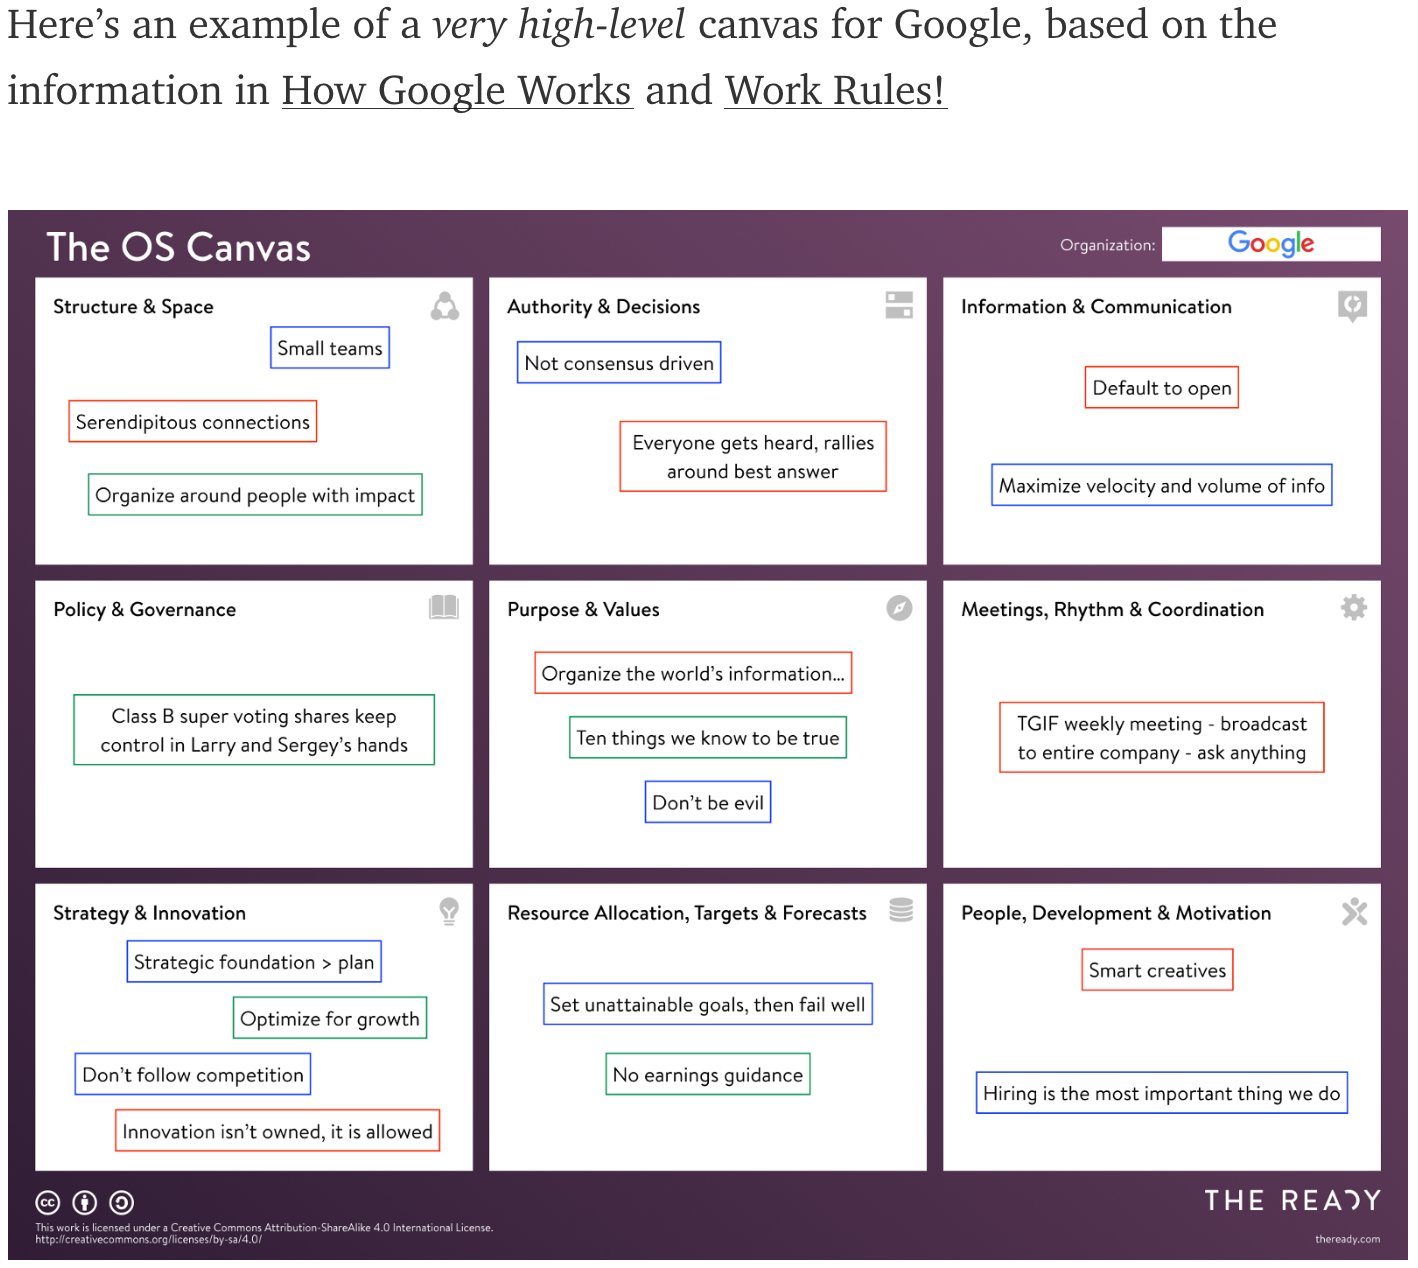 Here’s an example of a very high-level canvas for Google, based on the
information in How Google Works and Work Rules!
The OS Canvas
Organization:
Google
Structure & Space
Small teams
Serendipitous connections
Organize around people with impact
Authority & Decisions
Not consensus driven
Everyone gets heard, rallies
around best answer
Information & Communication
Default to open
Maximize velocity and volume of info
Policy & Governance
Class B super voting shares keep
control in Larry and Sergey’s hands
Purpose & Values
Organize the world’s information...
Ten things we know to be true
Don’t be evil
Meetings, Rhythm & Coordination
TGIF weekly meeting - broadcast
to entire company - ask anything
Strategy & Innovation
Strategic foundation > plan
Optimize for growth
Don’t follow competition
Innovation isn’t owned, it is allowed
Resource Allocation, Targets & Forecasts
Set unattainable goals, then fail well
No earnings guidance
People, Development & Motivation
Smart creatives
Hiring is the most important thing we do
cc
This work is licensed under a Creative Commons Attribution-ShareAlike 4.0 International License.
http://creativecommons.org/licenses/by-sa/4.0/
THE READY
theready.com